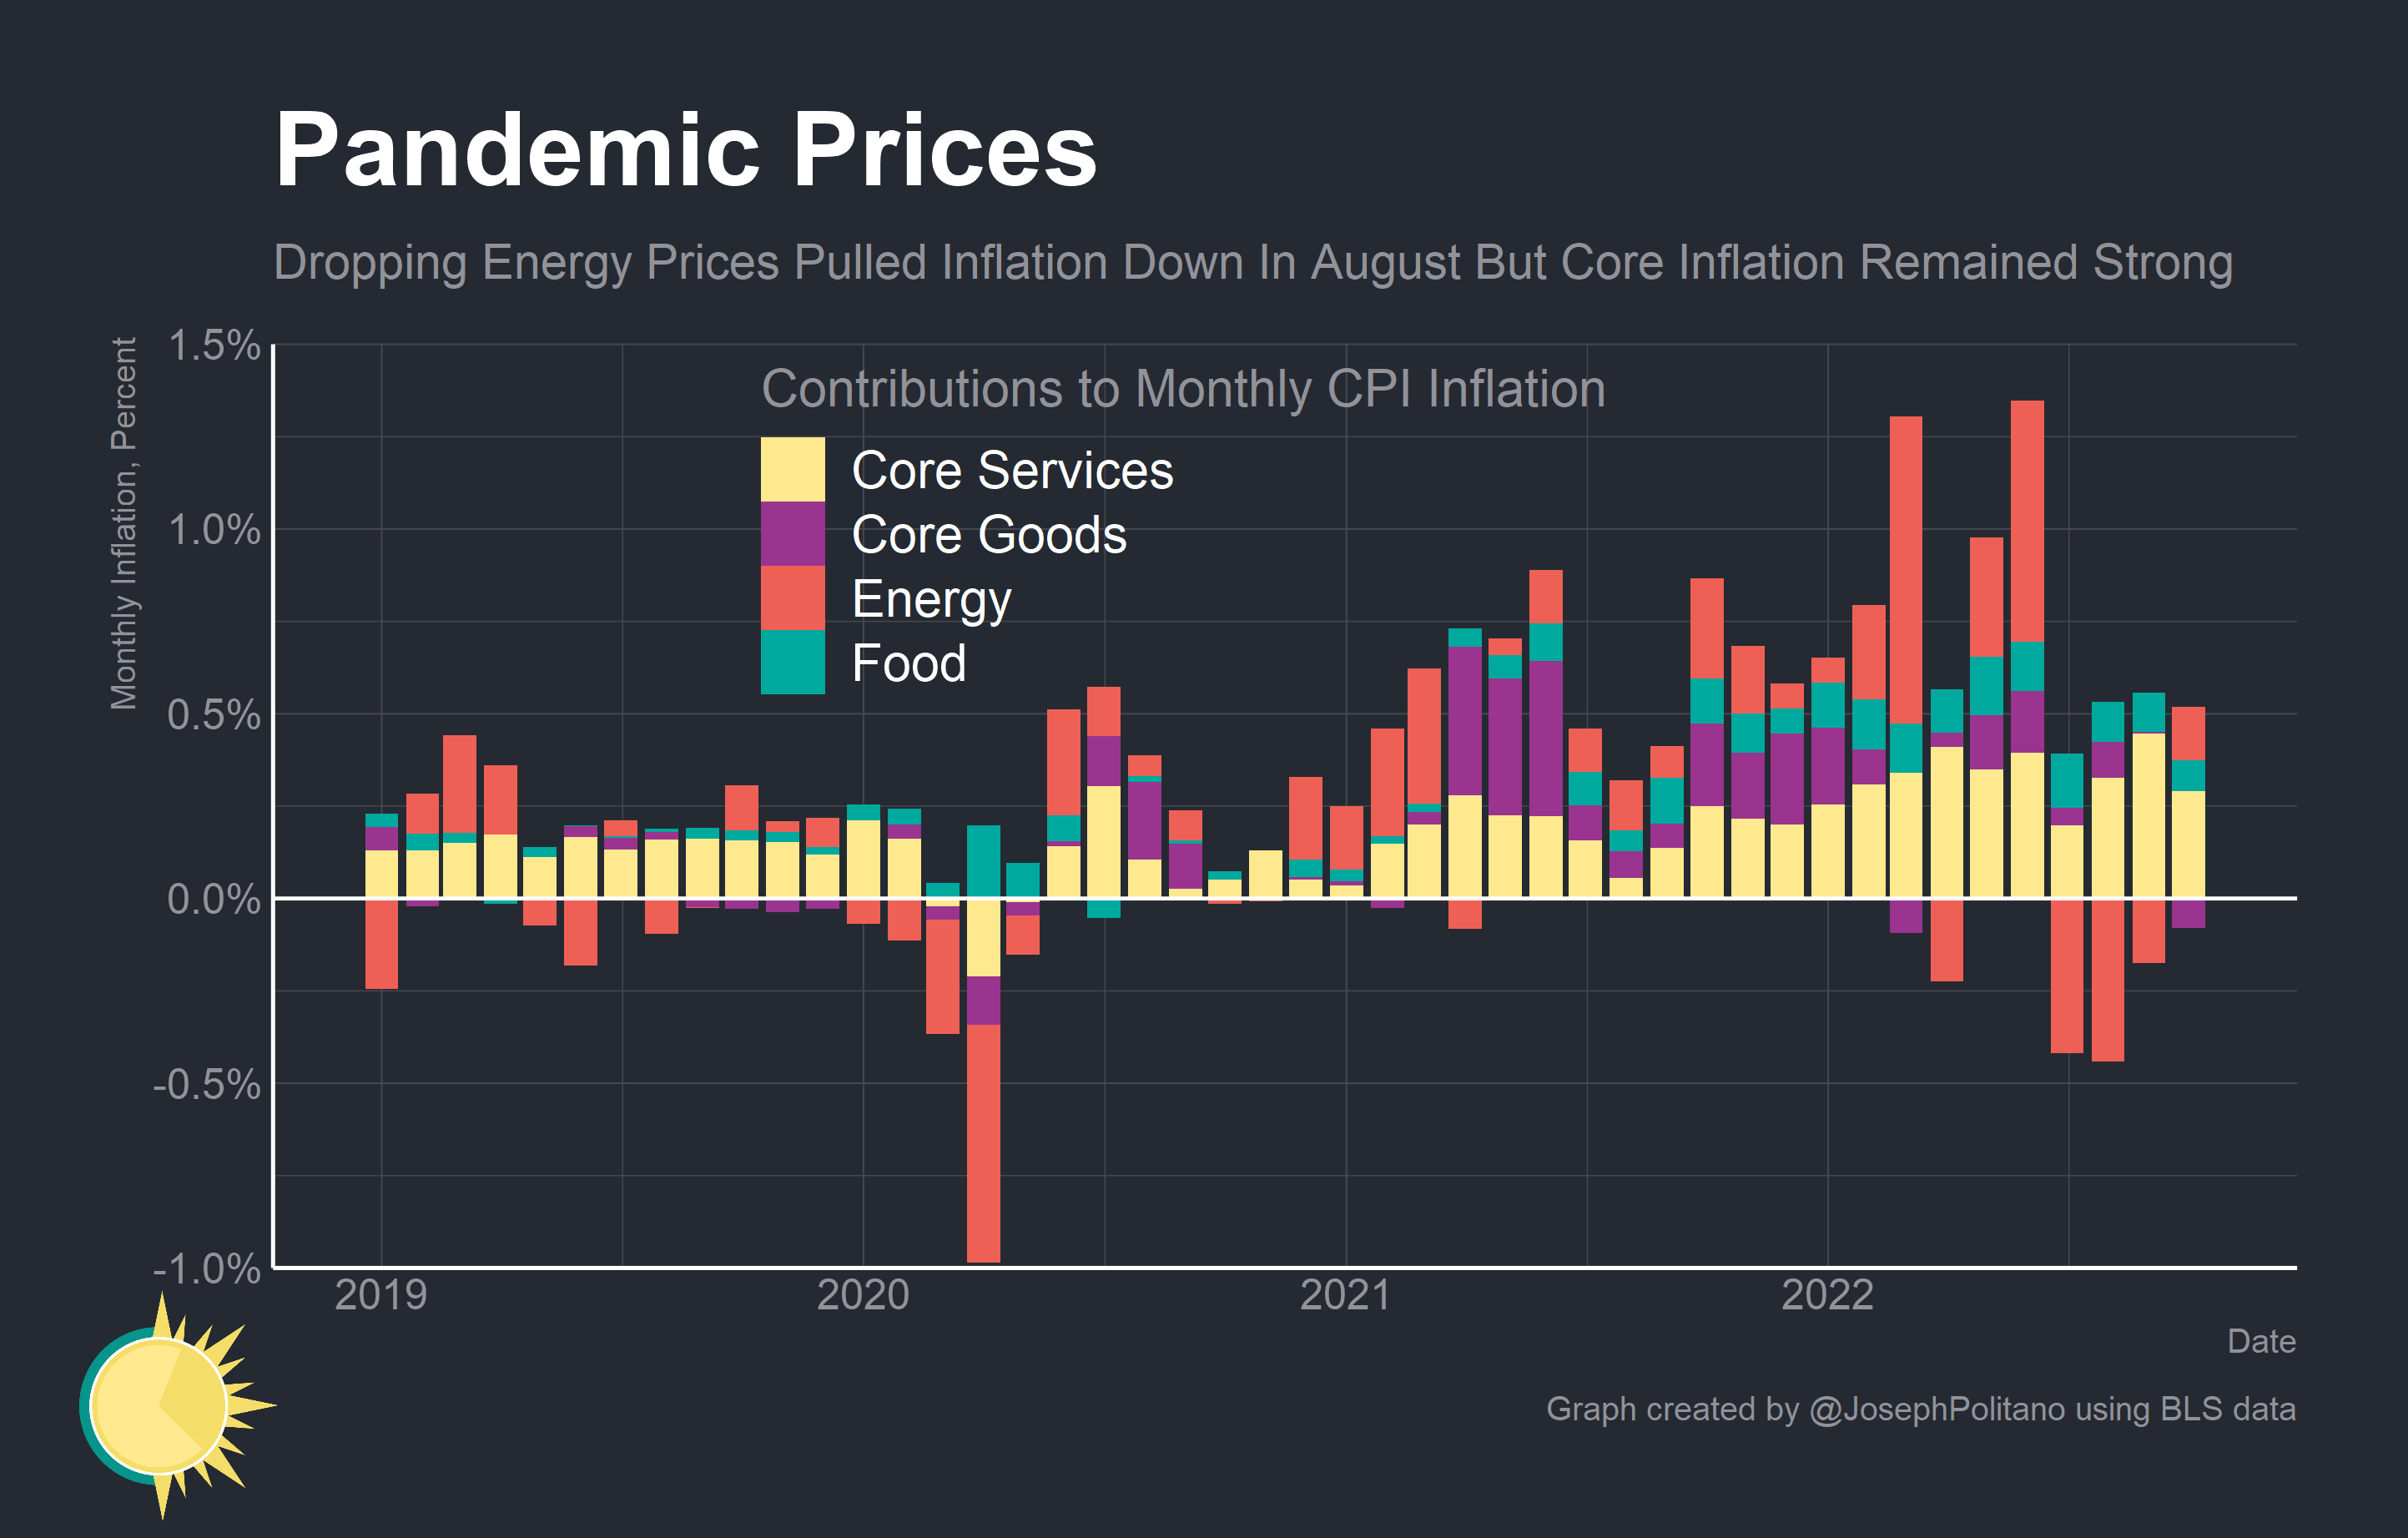 Pandemic Prices
Dropping Energy Prices Pulled Inflation Down In August But Core Inflation Remained Strong
Monthly Inflation, Percent
1.5%
1.0%
0.5%
0.0%
-0.5%
-1.0%
Contributions to Monthly CPI Inflation
Core Services
Core Goods
Energy
Food
2019
2020
2021
2022
Date
Graph created by @JosephPolitano using BLS data